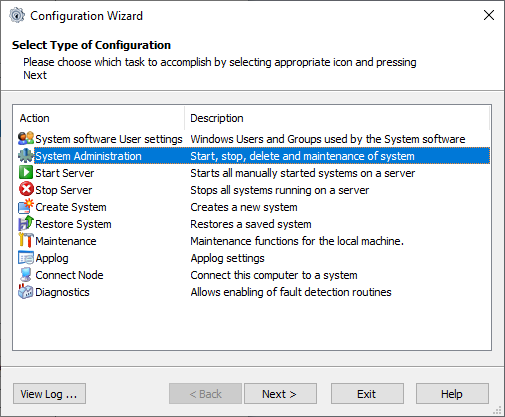 Configuration Wizard
Select Type of Configuration
Please choose which task to accomplish by selecting appropriate icon and pressing
Next
Action Description
System software User settings Windows Users and Groups used by the System software
System Administration Start, stop, delete and maintenance of system
Start Server Starts all manually started systems on a server
Stop Server Stops all systems running on a server
Create System Creates a new system
Restore System Restores a saved system
Maintenance Maintenance functions for the local machine.
Applog Applog settings
Connect Node Connect this computer to a system
Diagnostics Allows enabling of fault detection routines
View Log ... < Back Next > Exit Help